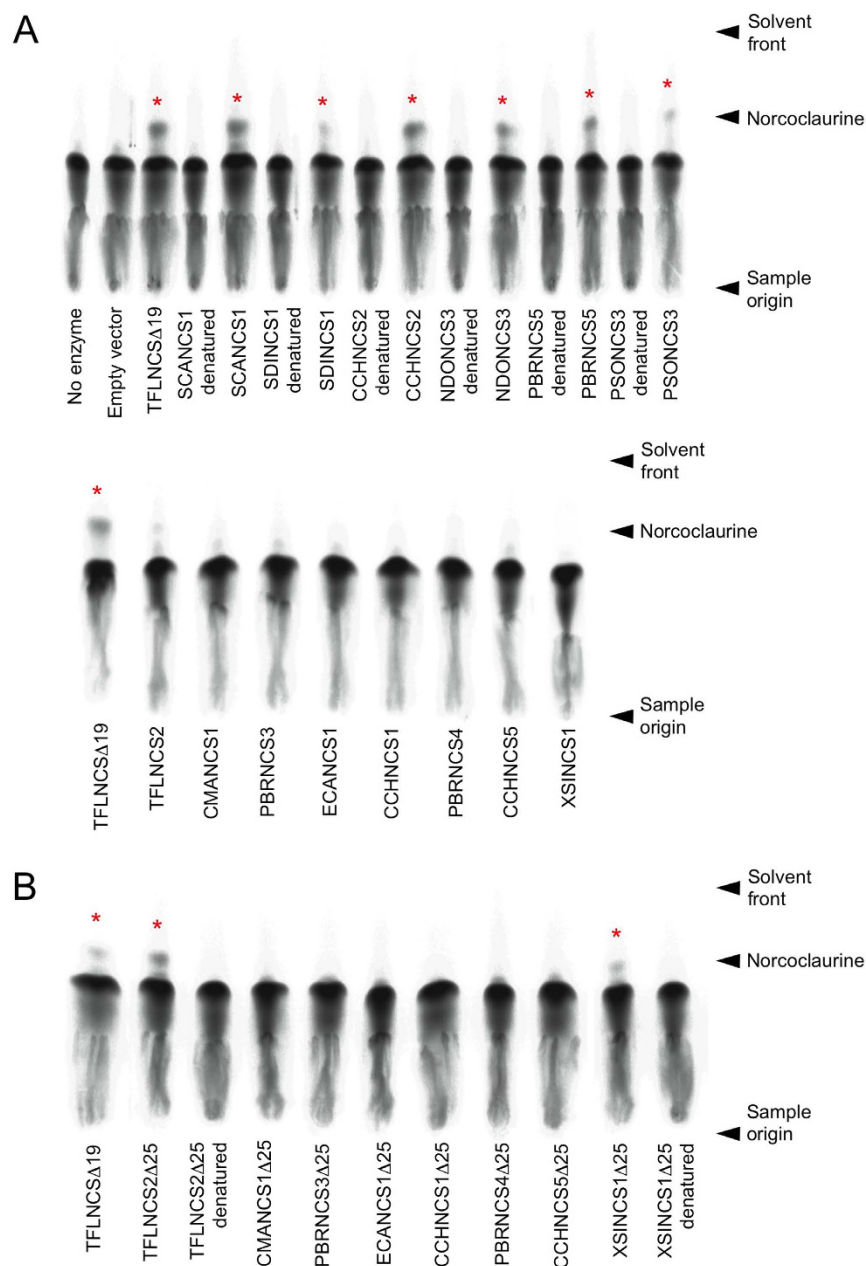 A
Solvent
front
*
*
*
*
*
*
*
Norcoclaurine
Sample
origin
No enzyme
Empty vector
TFLNCSΔ19
SCANCS1
denatured
SCANCS1
SDINCS1
denatured
SDINCS1
CCHNCS2
denatured
CCHNCS2
NDONCS3
denatured
NDONCS3
PBRNCS5
denatured
PBRNCS5
PSONCS3
denatured
PSONCS3
Solvent
front
*
Norcoclaurine
Sample
origin
TFLNCSΔ19
TFLNCS2
CMANCS1
PBRNCS3
ECANCS1
CCHNCS1
PBRNCS4
CCHNCS5
XSINCS1
B
Solvent
front
*
*
*
Norcoclaurine
Sample
origin
TFLNCSΔ19
TFLNCS2Δ25
TFLNCS2Δ25
denatured
CMANCS1Δ25
PBRNCS3Δ25
ECANCS1Δ25
CCHNCS1Δ25
PBRNCS4Δ25
CCHNCS5Δ25
XSINCS1Δ25
XSINCS1Δ25
denatured